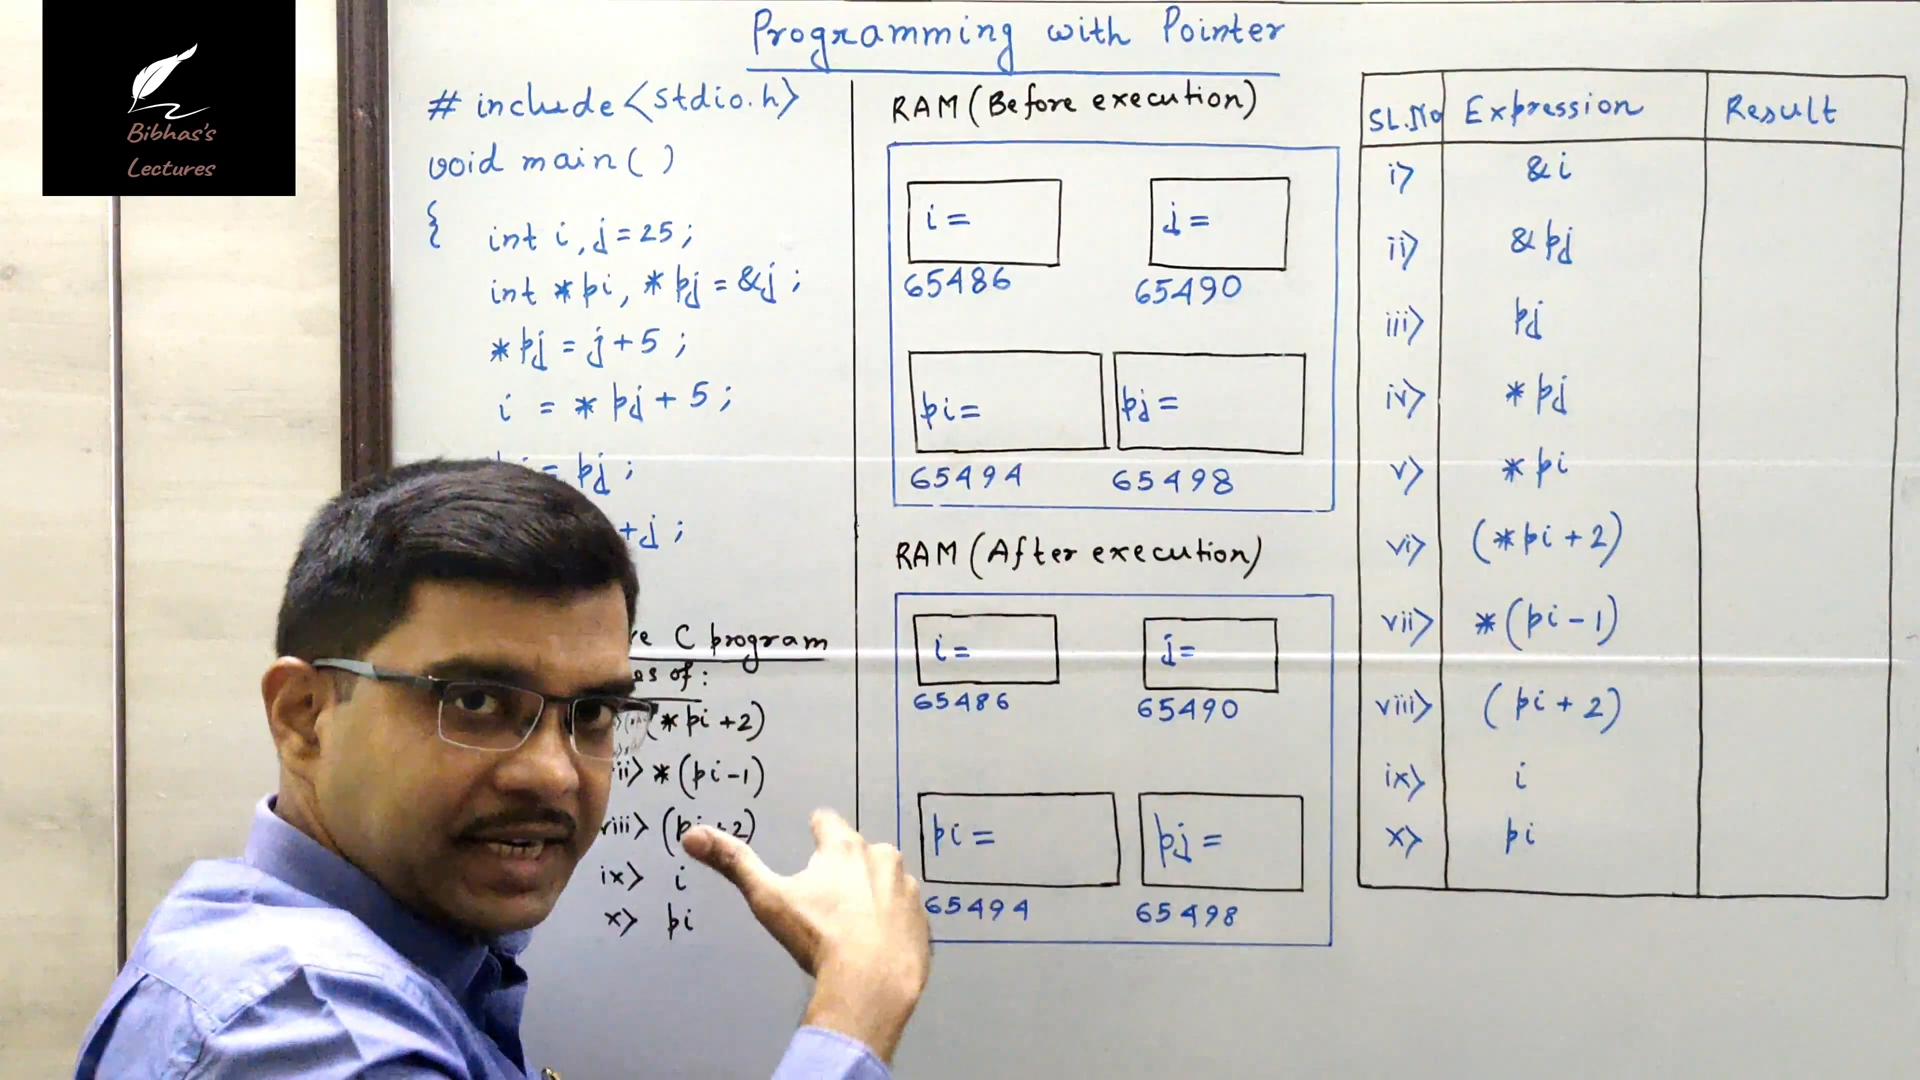 Bibhas's
Lectures
Programming with Pointer
# include <stdio.h>
void main( )
{
int i, j = 25 ;
int *pi, *pj = &j ;
*pj = j + 5 ;
i = *pj + 5 ;
= pj ;
+ j ;
C program
of :
(*pi + 2)
*(pi - 1)
viii> (pi + 2)
ix> i
x> pi
RAM (Before execution)
i =
j =
65486
65490
pi =
pj =
65494
65498
RAM (After execution)
i =
j =
65486
65490
pi =
pj =
65494
65498
SL.No Expression Result
i> &i
ii> &pj
iii> pj
iv> *pj
v> *pi
vi> (*pi + 2)
vii> *(pi - 1)
viii> (pi + 2)
ix> i
x> pi